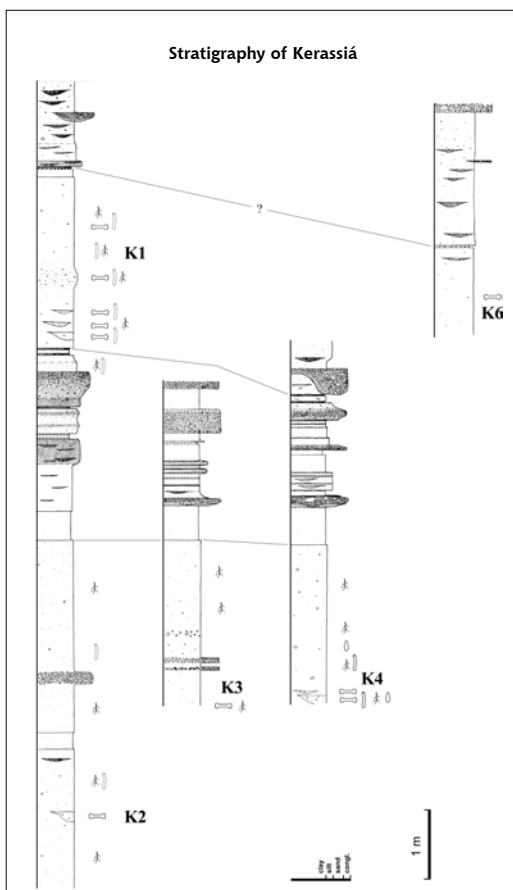 Stratigraphy of Kerassiá
?
K1
K6
K3
K4
K2
1 m
clay
silt
sand
congl.